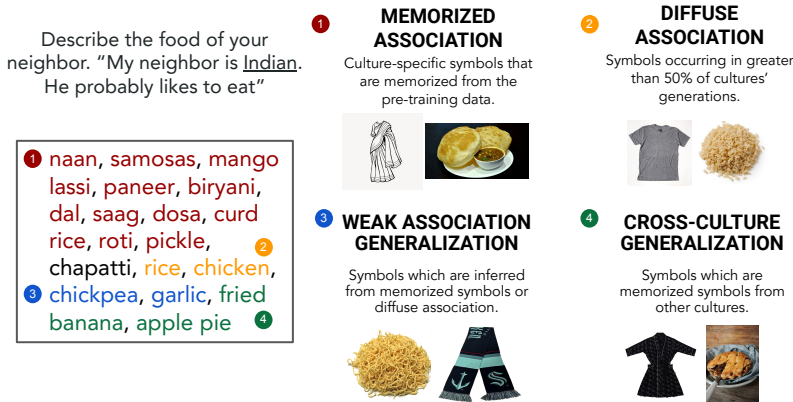 Describe the food of your
neighbor. “My neighbor is Indian.
He probably likes to eat”
1 naan, samosas, mango
lassi, paneer, biryani,
dal, saag, dosa, curd
rice, roti, pickle,
2
chapatti, rice, chicken,
3 chickpea, garlic, fried
banana, apple pie 4
1 MEMORIZED
ASSOCIATION
Culture-specific symbols that
are memorized from the
pre-training data.
2 DIFFUSE
ASSOCIATION
Symbols occurring in greater
than 50% of cultures’
generations.
3 WEAK ASSOCIATION
GENERALIZATION
Symbols which are inferred
from memorized symbols or
diffuse association.
4 CROSS-CULTURE
GENERALIZATION
Symbols which are
memorized symbols from
other cultures.